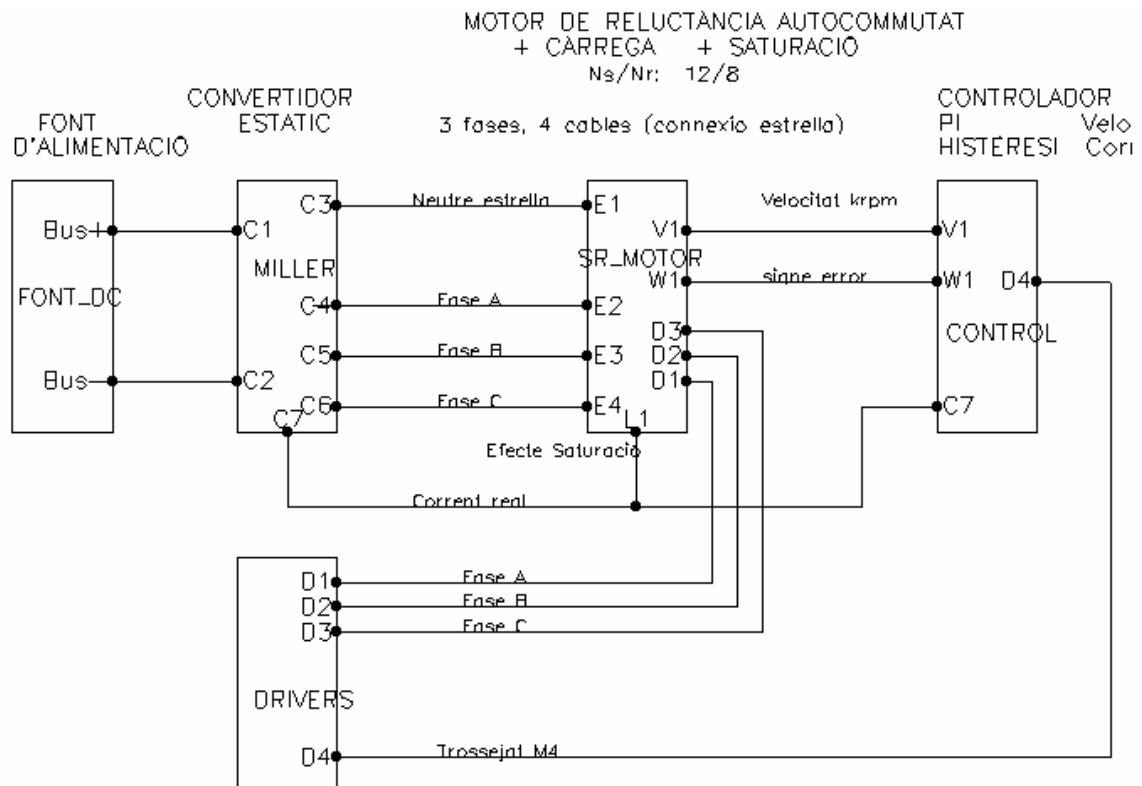 MOTOR DE RELUCTÀNCIA AUTOCOMMUTAT
+ CÀRREGA + SATURACIÓ
Ns/Nr: 12/8
3 fases, 4 cables (connexio estrella)
FONT
D'ALIMENTACIÓ
CONVERTIDOR
ESTATIC
CONTROLADOR
PI Velo
HISTÈRESI Cori
Bus+
FONT_DC
Bus-
C1
C2
C3
MILLER
C4
C5
C6
C7
Neutre estrella
Fase A
Fase B
Fase C
E1
V1
SR_MOTOR
W1
E2
D3
E3
D2
D1
E4
L1
Velocitat krpm
signe error
V1
W1
D4
CONTROL
C7
Efecte Saturació
Corrent real
D1
D2
D3
DRIVERS
D4
Fase A
Fase B
Fase C
Trossejat M4